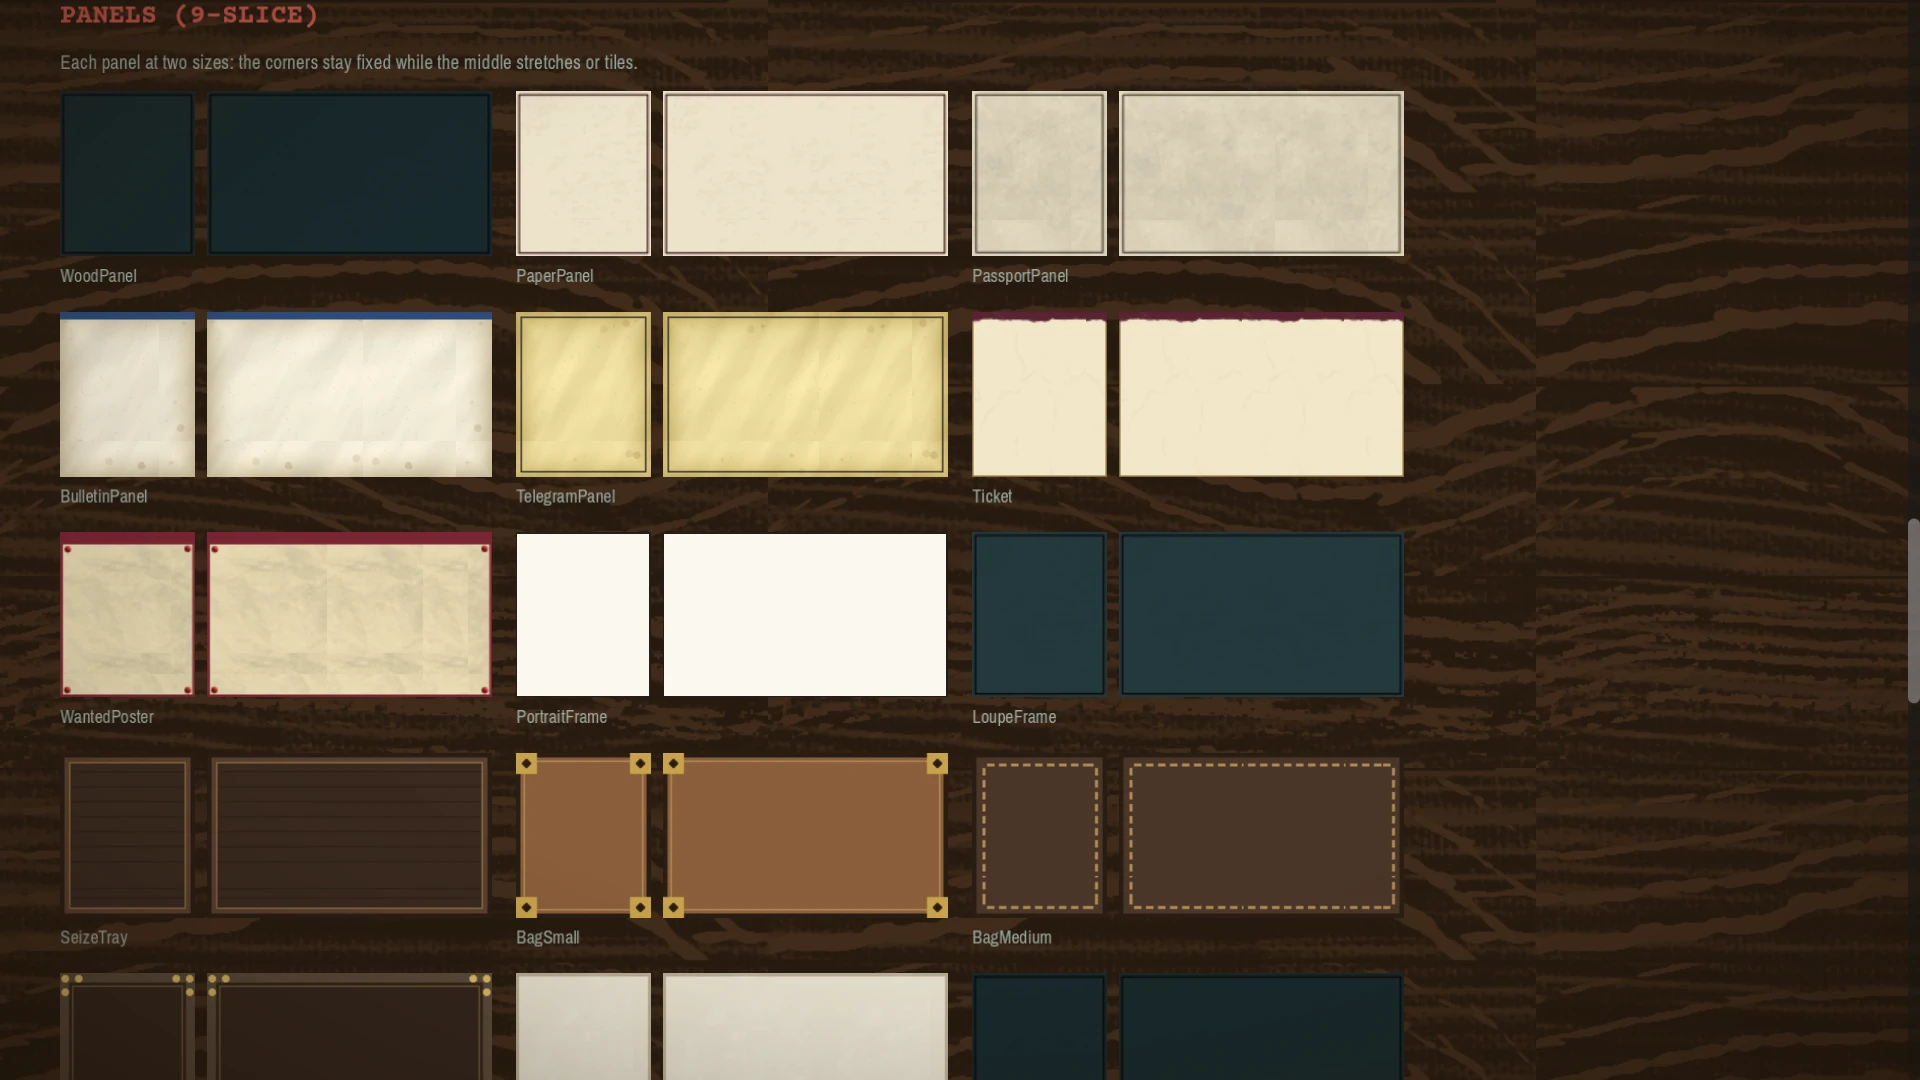 PANELS (9-SLICE)
Each panel at two sizes: the corners stay fixed while the middle stretches or tiles.
WoodPanel
PaperPanel
PassportPanel
BulletinPanel
TelegramPanel
Ticket
WantedPoster
PortraitFrame
LoupeFrame
SeizeTray
BagSmall
BagMedium